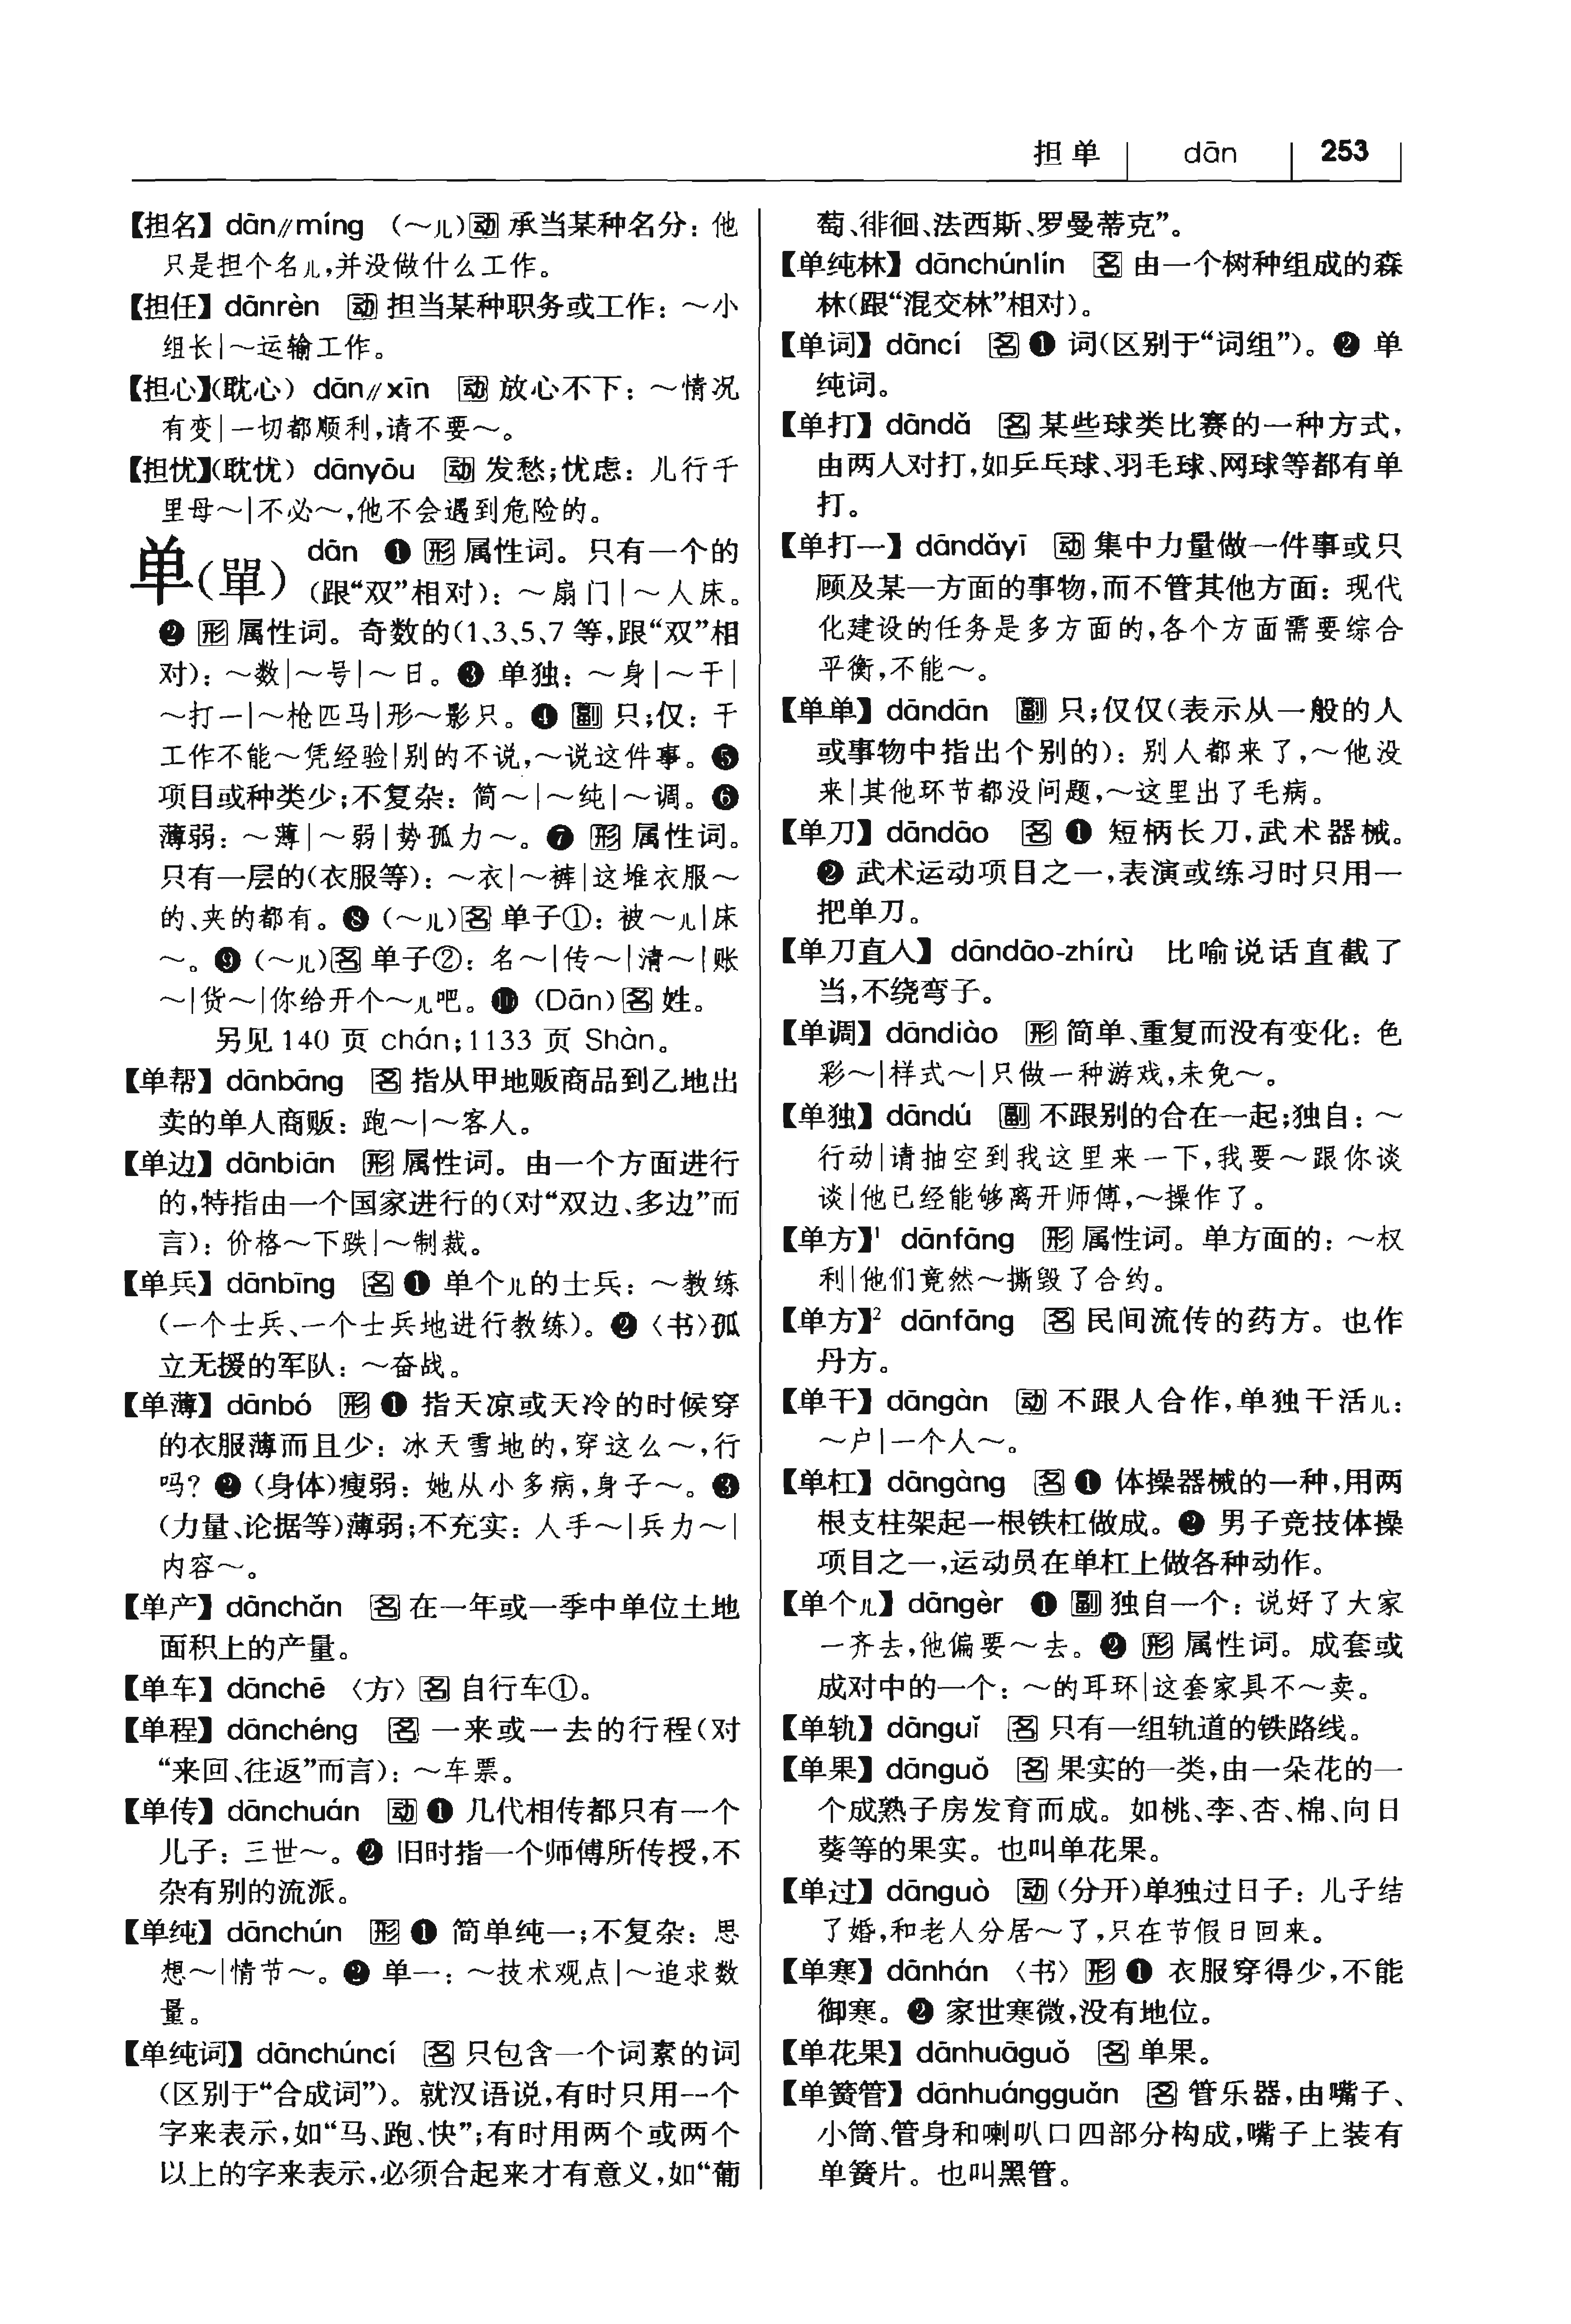 担单 dān 253
【担名】 dān∥míng （～儿）动 承当某种名分：他
只是担个名儿，并没做什么工作。
【担任】 dānrèn 动 担当某种职务或工作：～小
组长|～运输工作。
【担心】（耽心） dān∥xīn 动 放心不下：～情况
有变|一切都顺利，请不要～。
【担忧】（耽忧） dānyōu 动 发愁；忧虑：儿行千
里母～|不必～，他不会遇到危险的。
单（單） dān ❶ 形 属性词。只有一个的
（跟“双”相对）：～扇门|～人床。
❷ 形 属性词。奇数的（1、3、5、7 等，跟“双”相
对）：～数|～号|～日。❸ 单独：～身|～干|
～打一|～枪匹马|形～影只。❹ 副 只；仅：干
工作不能～凭经验|别的不说，～说这件事。❺
项目或种类少；不复杂：简～|～纯|～调。❻
薄弱：～薄|～弱|势孤力～。❼ 形 属性词。
只有一层的（衣服等）：～衣|～裤|这堆衣服～
的、夹的都有。❽（～儿）名 单子①：被～儿|床
～。❾（～儿）名 单子②：名～|传～|清～|账
～|货～|你给开个～儿吧。❿（Dān）名 姓。
另见 140 页 chán；1133 页 Shàn。
【单帮】 dānbāng 名 指从甲地贩商品到乙地出
卖的单人商贩：跑～|～客人。
【单边】 dānbiān 形 属性词。由一个方面进行
的，特指由一个国家进行的（对“双边、多边”而
言）：价格～下跌|～制裁。
【单兵】 dānbīng 名 ❶ 单个儿的士兵：～教练
（一个士兵、一个士兵地进行教练）。❷〈书〉孤
立无援的军队：～奋战。
【单薄】 dānbó 形 ❶ 指天凉或天冷的时候穿
的衣服薄而且少：冰天雪地的，穿这么～，行
吗？❷（身体）瘦弱：她从小多病，身子～。❸
（力量、论据等）薄弱；不充实：人手～|兵力～|
内容～。
【单产】 dānchǎn 名 在一年或一季中单位土地
面积上的产量。
【单车】 dānchē 〈方〉名 自行车①。
【单程】 dānchéng 名 一来或一去的行程（对
“来回、往返”而言）：～车票。
【单传】 dānchuán 动 ❶ 几代相传都只有一个
儿子：三世～。❷ 旧时指一个师傅所传授，不
杂有别的流派。
【单纯】 dānchún 形 ❶ 简单纯一；不复杂：思
想～|情节～。❷ 单一：～技术观点|～追求数
量。
【单纯词】 dānchúncí 名 只包含一个词素的词
（区别于“合成词”）。就汉语说，有时只用一个
字来表示，如“马、跑、快”；有时用两个或两个
以上的字来表示，必须合起来才有意义，如“葡
萄、徘徊、法西斯、罗曼蒂克”。
【单纯林】 dānchúnlín 名 由一个树种组成的森
林（跟“混交林”相对）。
【单词】 dāncí 名 ❶ 词（区别于“词组”）。❷ 单
纯词。
【单打】 dāndǎ 名 某些球类比赛的一种方式，
由两人对打，如乒乓球、羽毛球、网球等都有单
打。
【单打一】 dāndǎyī 动 集中力量做一件事或只
顾及某一方面的事物，而不管其他方面：现代
化建设的任务是多方面的，各个方面需要综合
平衡，不能～。
【单单】 dāndān 副 只；仅仅（表示从一般的人
或事物中指出个别的）：别人都来了，～他没
来|其他环节都没问题，～这里出了毛病。
【单刀】 dāndāo 名 ❶ 短柄长刀，武术器械。
❷ 武术运动项目之一，表演或练习时只用一
把单刀。
【单刀直入】 dāndāo-zhírù 比喻说话直截了
当，不绕弯子。
【单调】 dāndiào 形 简单、重复而没有变化：色
彩～|样式～|只做一种游戏，未免～。
【单独】 dāndú 副 不跟别的合在一起；独自：～
行动|请抽空到我这里来一下，我要～跟你谈
谈|他已经能够离开师傅，～操作了。
【单方】¹ dānfāng 形 属性词。单方面的：～权
利|他们竟然～撕毁了合约。
【单方】² dānfāng 名 民间流传的药方。也作
丹方。
【单干】 dāngàn 动 不跟人合作，单独干活儿：
～户|一个人～。
【单杠】 dāngàng 名 ❶ 体操器械的一种，用两
根支柱架起一根铁杠做成。❷ 男子竞技体操
项目之一，运动员在单杠上做各种动作。
【单个儿】 dāngèr ❶ 副 独自一个：说好了大家
一齐去，他偏要～去。❷ 形 属性词。成套或
成对中的一个：～的耳环|这套家具不～卖。
【单轨】 dānguǐ 名 只有一组轨道的铁路线。
【单果】 dānguǒ 名 果实的一类，由一朵花的一
个成熟子房发育而成。如桃、李、杏、棉、向日
葵等的果实。也叫单花果。
【单过】 dānguò 动（分开）单独过日子：儿子结
了婚，和老人分居～了，只在节假日回来。
【单寒】 dānhán 〈书〉形 ❶ 衣服穿得少，不能
御寒。❷ 家世寒微，没有地位。
【单花果】 dānhuāguǒ 名 单果。
【单簧管】 dānhuángguǎn 名 管乐器，由嘴子、
小筒、管身和喇叭口四部分构成，嘴子上装有
单簧片。也叫黑管。